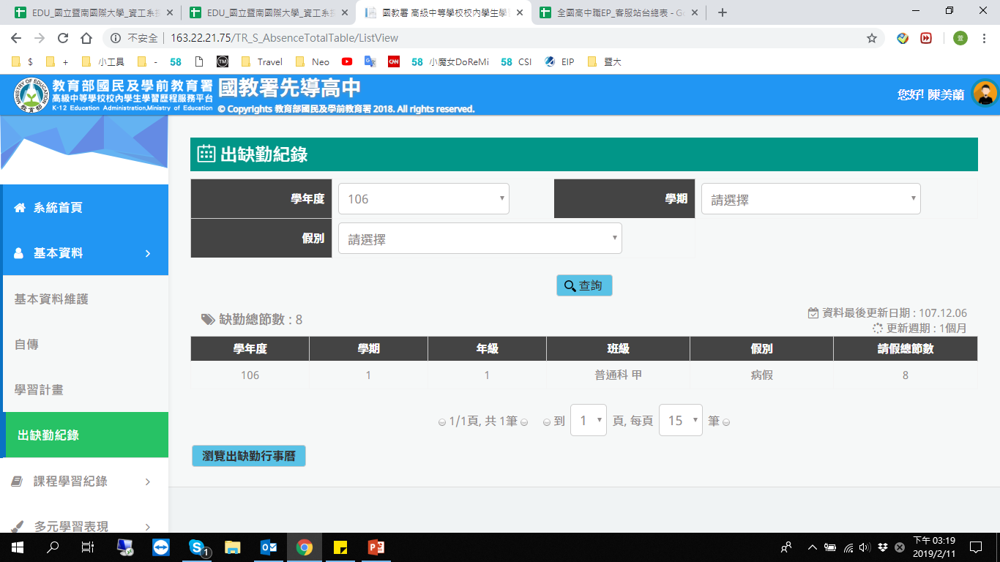 EDU_國立暨南國際大學_資工系
EDU_國立暨南國際大學_資工系
國教署 高級中等學校校內學生學
全國高中職EP_客服站台總表 - Go
不安全 163.22.21.75/TR_S_AbsenceTotalTable/ListView
萱
$ + 小工具 - 58 TM Travel Neo CNN 58 小魔女DoReMi 58 CSI EIP 暨大
MINISTRY OF EDUCATION 教育部
教育部國民及學前教育署
高級中等學校校內學生學習歷程服務平台
K-12 Education Administration,Ministry of Education
國教署先導高中
© Copyrights 教育部國民及學前教育署 2018. All rights reserved.
您好! 陳美蘭
系統首頁
基本資料
基本資料維護
自傳
學習計畫
出缺勤紀錄
課程學習紀錄
多元學習表現
出缺勤紀錄
學年度 106 學期 請選擇
假別 請選擇
查詢
缺勤總節數 : 8
資料最後更新日期 : 107.12.06
更新週期 : 1個月
學年度 學期 年級 班級 假別 請假總節數
106 1 1 普通科 甲 病假 8
1/1頁, 共 1筆 到 1 頁, 每頁 15 筆
瀏覽出缺勤行事曆
1
下午 03:19
2019/2/11